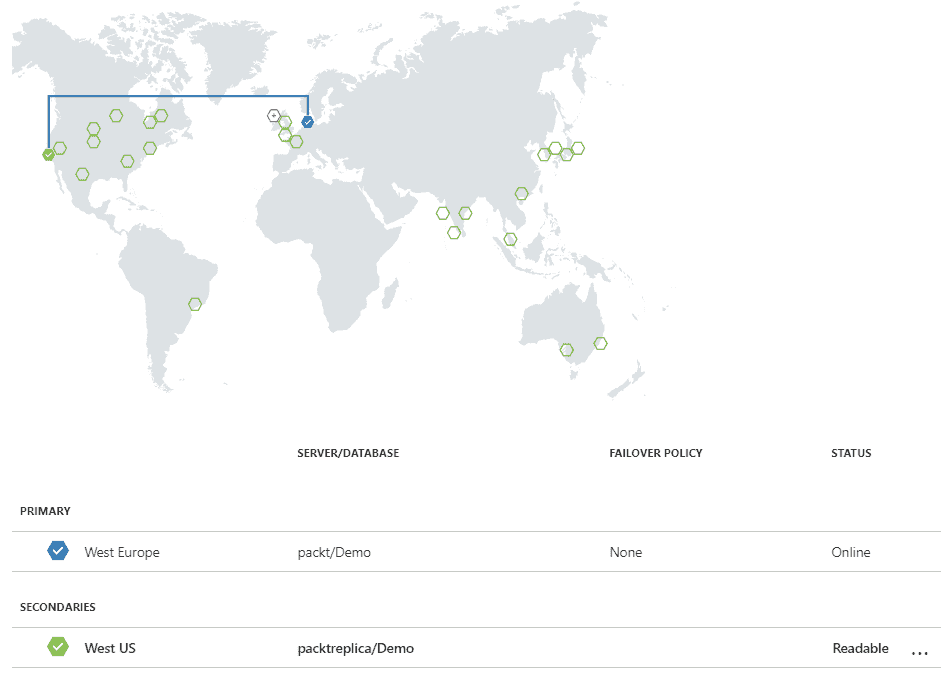 SERVER/DATABASE FAILOVER POLICY STATUS
PRIMARY
West Europe packt/Demo None Online
SECONDARIES
West US packtreplica/Demo Readable ...